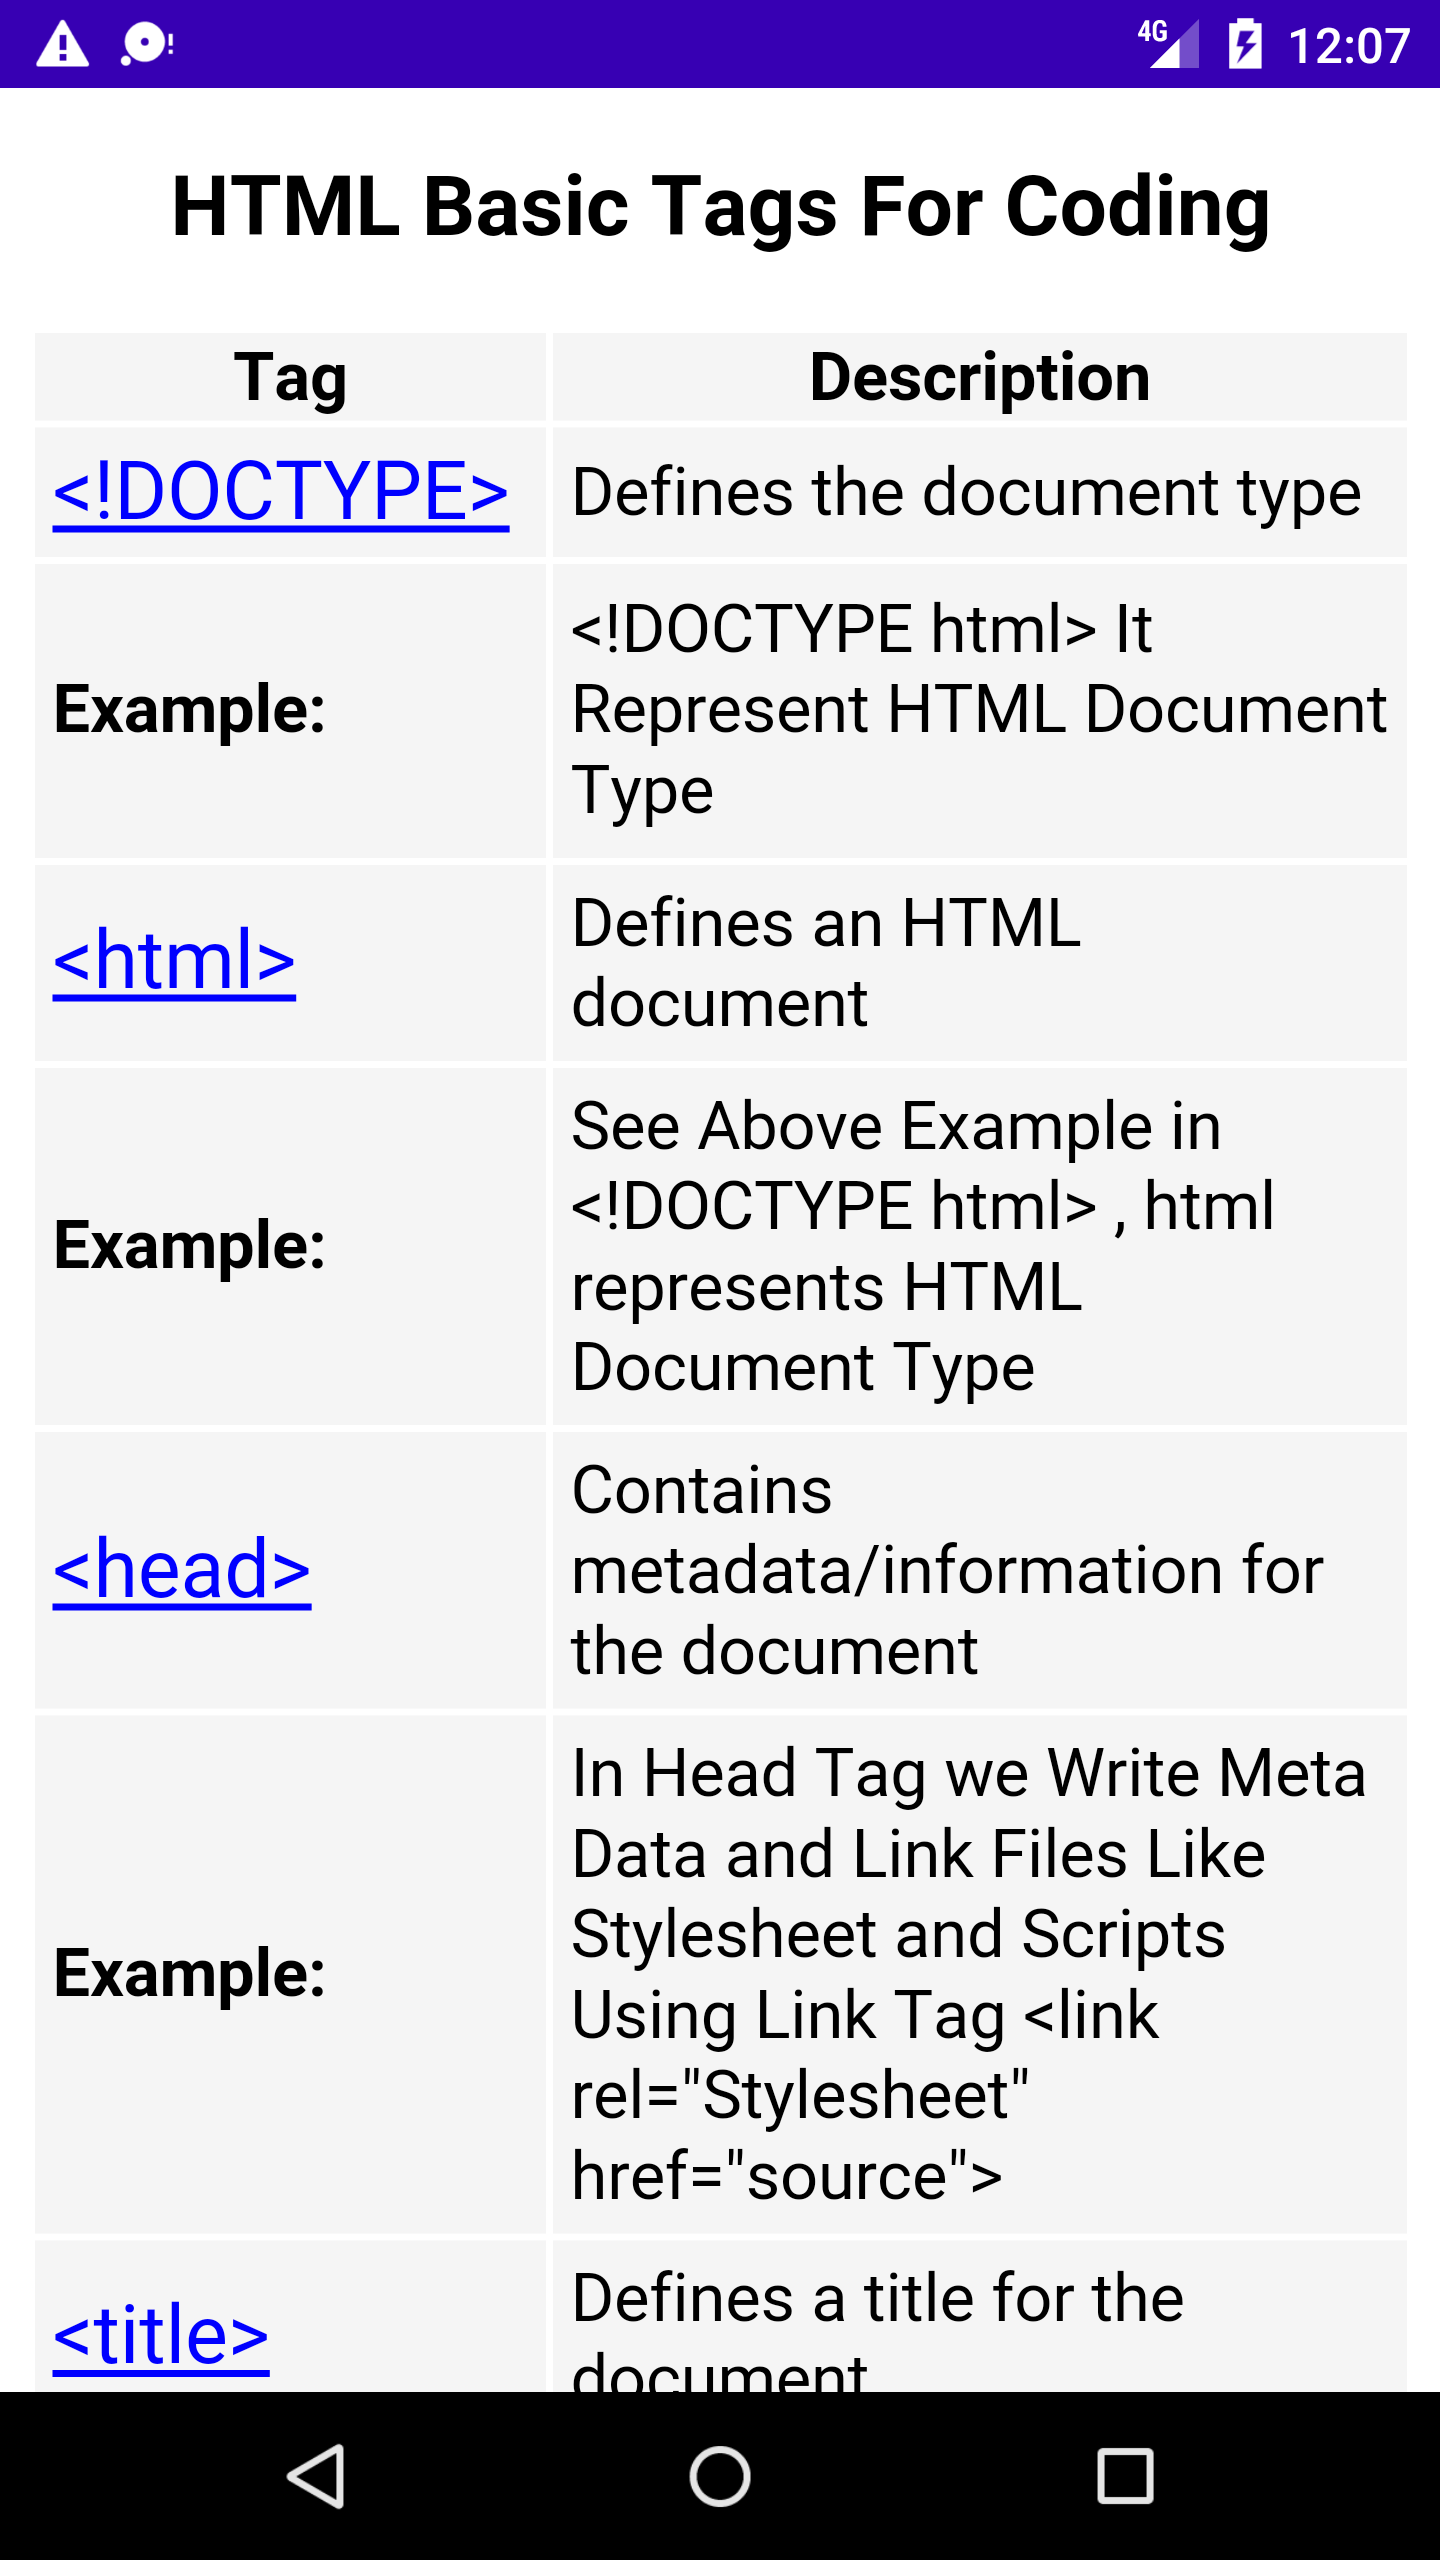 4G 12:07
HTML Basic Tags For Coding
Tag Description
<!DOCTYPE> Defines the document type
Example:
<!DOCTYPE html> It
Represent HTML Document
Type
<html>
Defines an HTML
document
Example:
See Above Example in
<!DOCTYPE html> , html
represents HTML
Document Type
<head>
Contains
metadata/information for
the document
Example:
In Head Tag we Write Meta
Data and Link Files Like
Stylesheet and Scripts
Using Link Tag <link
rel="Stylesheet"
href="source">
<title>
Defines a title for the
document